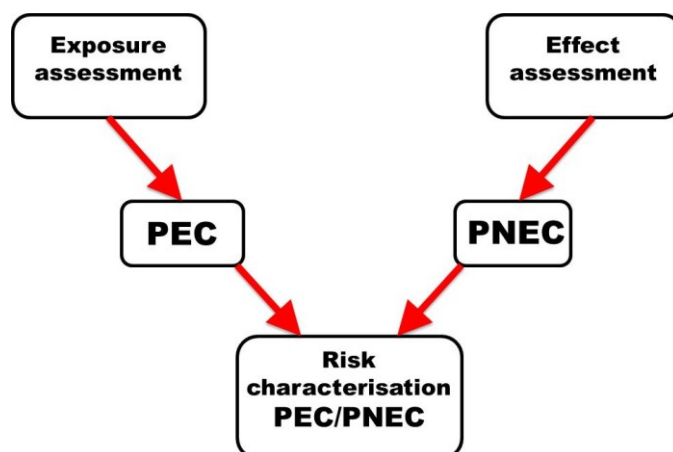 Exposure
assessment
Effect
assessment
PEC
PNEC
Risk
characterisation
PEC/PNEC